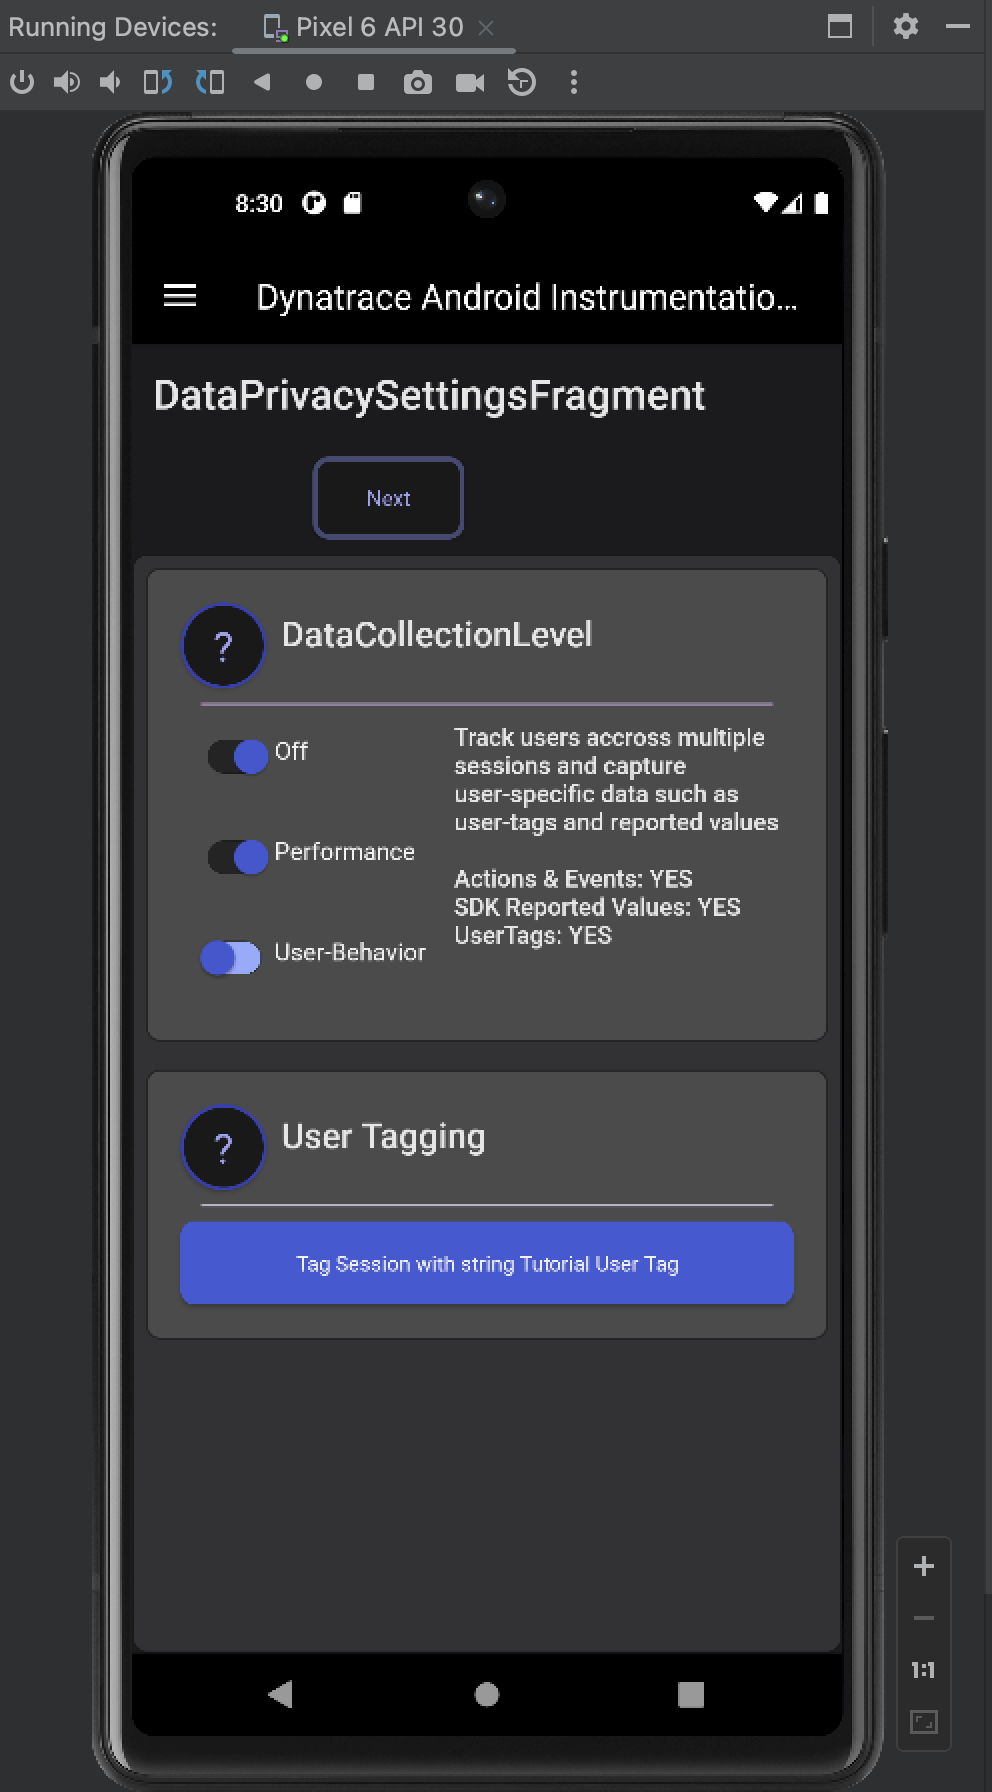 Running Devices: Pixel 6 API 30
8:30
Dynatrace Android Instrumentatio...
DataPrivacySettingsFragment
Next
?
DataCollectionLevel
Off
Performance
User-Behavior
Track users accross multiple
sessions and capture
user-specific data such as
user-tags and reported values
Actions & Events: YES
SDK Reported Values: YES
UserTags: YES
?
User Tagging
Tag Session with string Tutorial User Tag
1:1